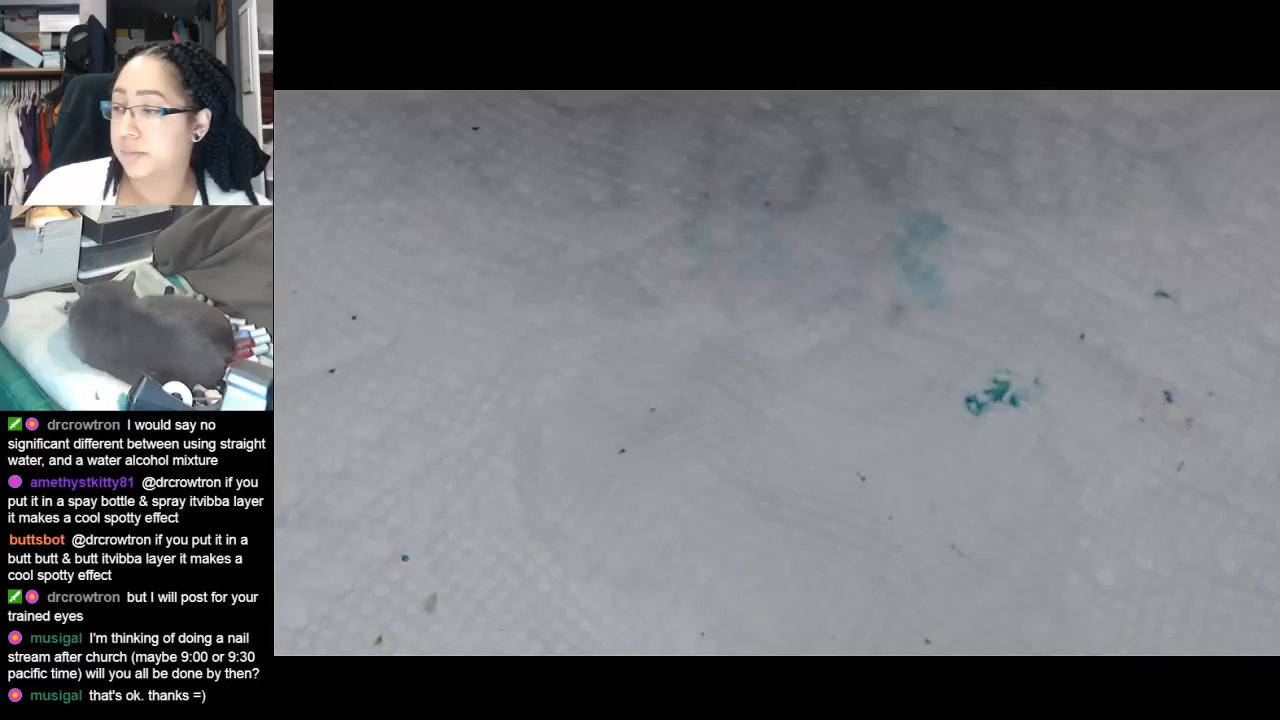 drcrowtron I would say no
significant different between using straight
water, and a water alcohol mixture
amethystkitty81 @drcrowtron if you
put it in a spay bottle & spray itvibba layer
it makes a cool spotty effect
buttsbot @drcrowtron if you put it in a
butt butt & butt itvibba layer it makes a
cool spotty effect
drcrowtron but I will post for your
trained eyes
musigal I'm thinking of doing a nail
stream after church (maybe 9:00 or 9:30
pacific time) will you all be done by then?
musigal that's ok. thanks =)